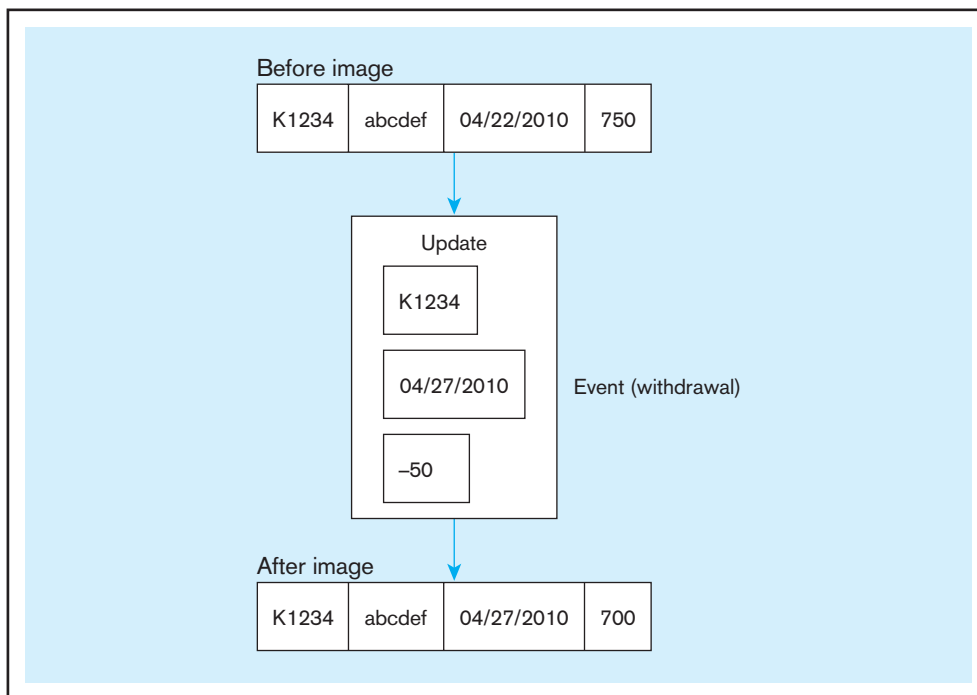 Before image
K1234 abcdef 04/22/2010 750
Update
K1234
04/27/2010
Event (withdrawal)
–50
After image
K1234 abcdef 04/27/2010 700